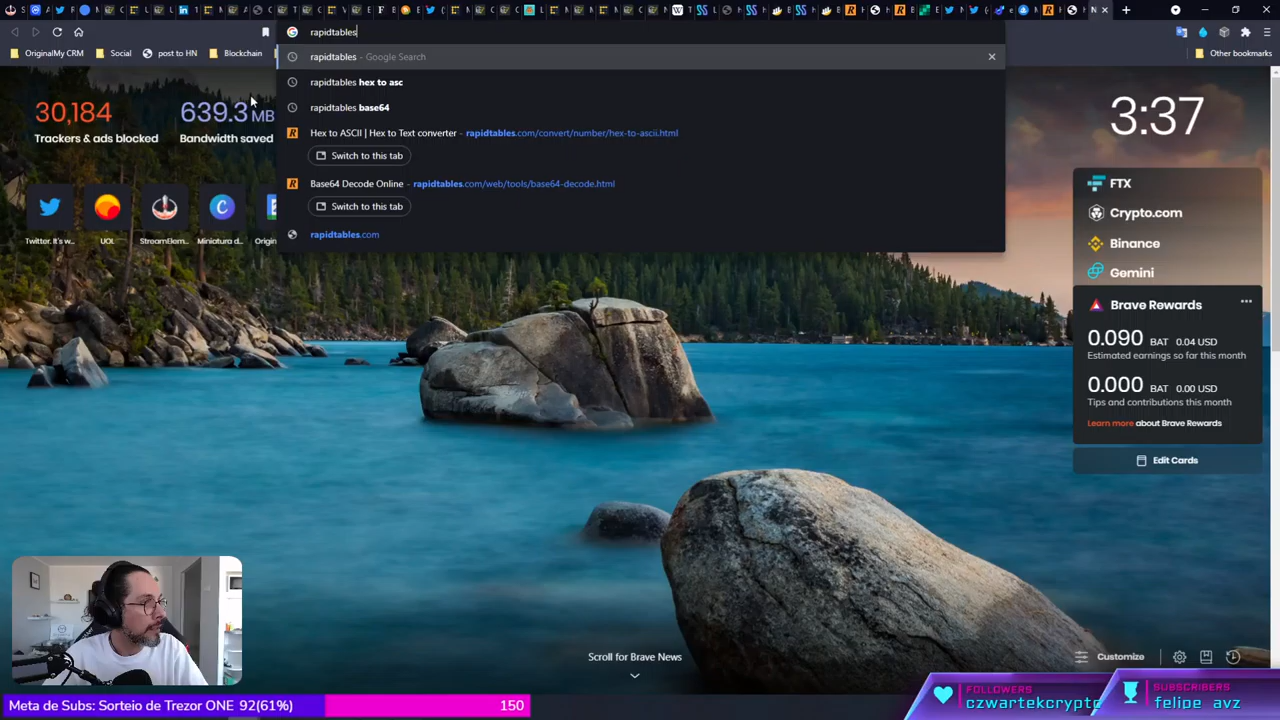 rapidtables
OriginalMy CRM
Social
post to HN
Blockchain
Other bookmarks
rapidtables - Google Search
rapidtables hex to asc
rapidtables base64
Hex to ASCII | Hex to Text converter - rapidtables.com/convert/number/hex-to-ascii.html
Switch to this tab
Base64 Decode Online - rapidtables.com/web/tools/base64-decode.html
Switch to this tab
rapidtables.com
30,184
Trackers & ads blocked
639.3 MB
Bandwidth saved
Twitter. It's w...
UOL
StreamElem...
Miniatura d...
3:37
FTX
Crypto.com
Binance
Gemini
Brave Rewards
0.090 BAT 0.04 USD
Estimated earnings so far this month
0.000 BAT 0.00 USD
Tips and contributions this month
Learn more about Brave Rewards
Edit Cards
Scroll for Brave News
Customize
Meta de Subs: Sorteio de Trezor ONE 92(61%)
150
FOLLOWERS
czwartekcrypto
SUBSCRIBERS
felipe_avz